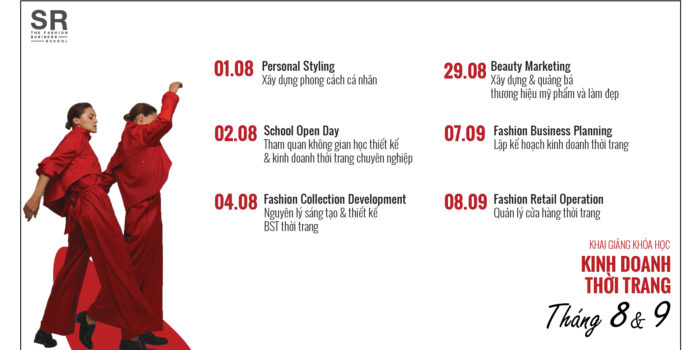 SR
THE FASHION
BUSINESS
SCHOOL
01.08 Personal Styling
Xây dựng phong cách cá nhân
02.08 School Open Day
Tham quan không gian học thiết kế
& kinh doanh thời trang chuyên nghiệp
04.08 Fashion Collection Development
Nguyên lý sáng tạo & thiết kế
BST thời trang
29.08 Beauty Marketing
Xây dựng & quảng bá
thương hiệu mỹ phẩm và làm đẹp
07.09 Fashion Business Planning
Lập kế hoạch kinh doanh thời trang
08.09 Fashion Retail Operation
Quản lý cửa hàng thời trang
KHAI GIẢNG KHÓA HỌC
KINH DOANH
THỜI TRANG
Tháng 8 & 9